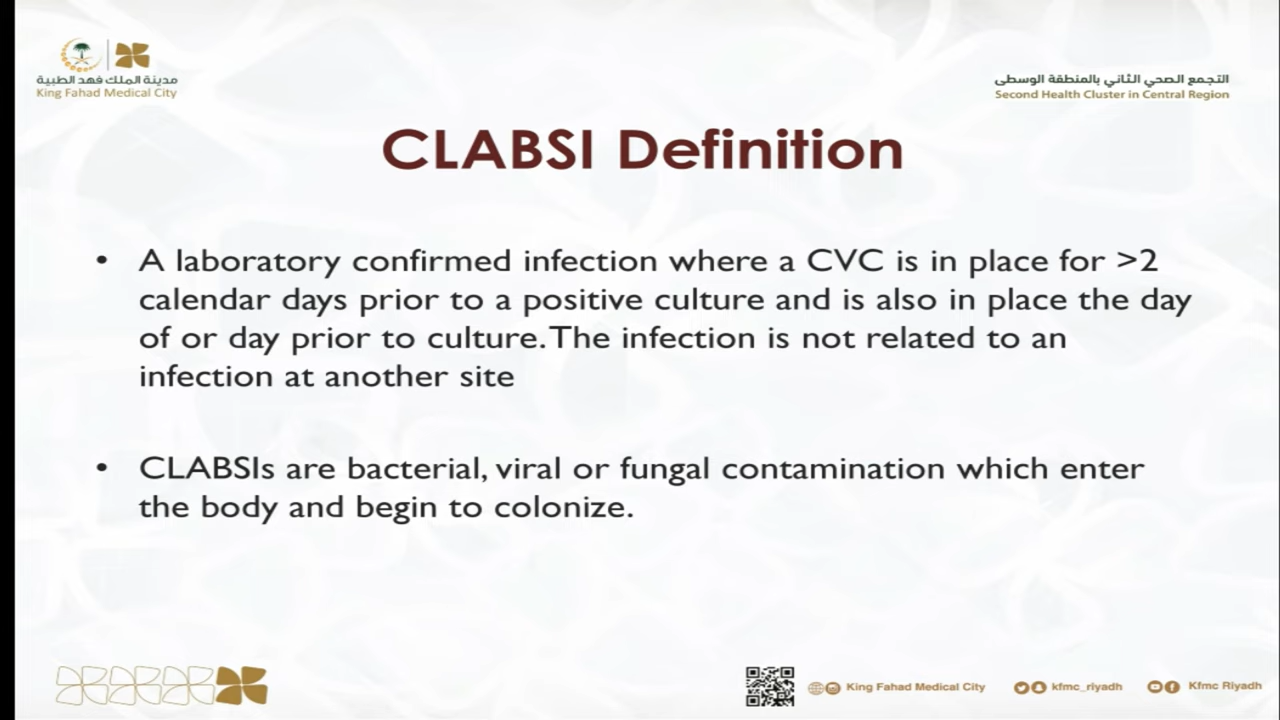 مدينة الملك فهد الطبية
King Fahad Medical City
التجمع الصحي الثاني بالمنطقة الوسطى
Second Health Cluster in Central Region
CLABSI Definition
• A laboratory confirmed infection where a CVC is in place for >2
calendar days prior to a positive culture and is also in place the day
of or day prior to culture. The infection is not related to an
infection at another site
• CLABSIs are bacterial, viral or fungal contamination which enter
the body and begin to colonize.
King Fahad Medical City
kfmc_riyadh
Kfmc Riyadh